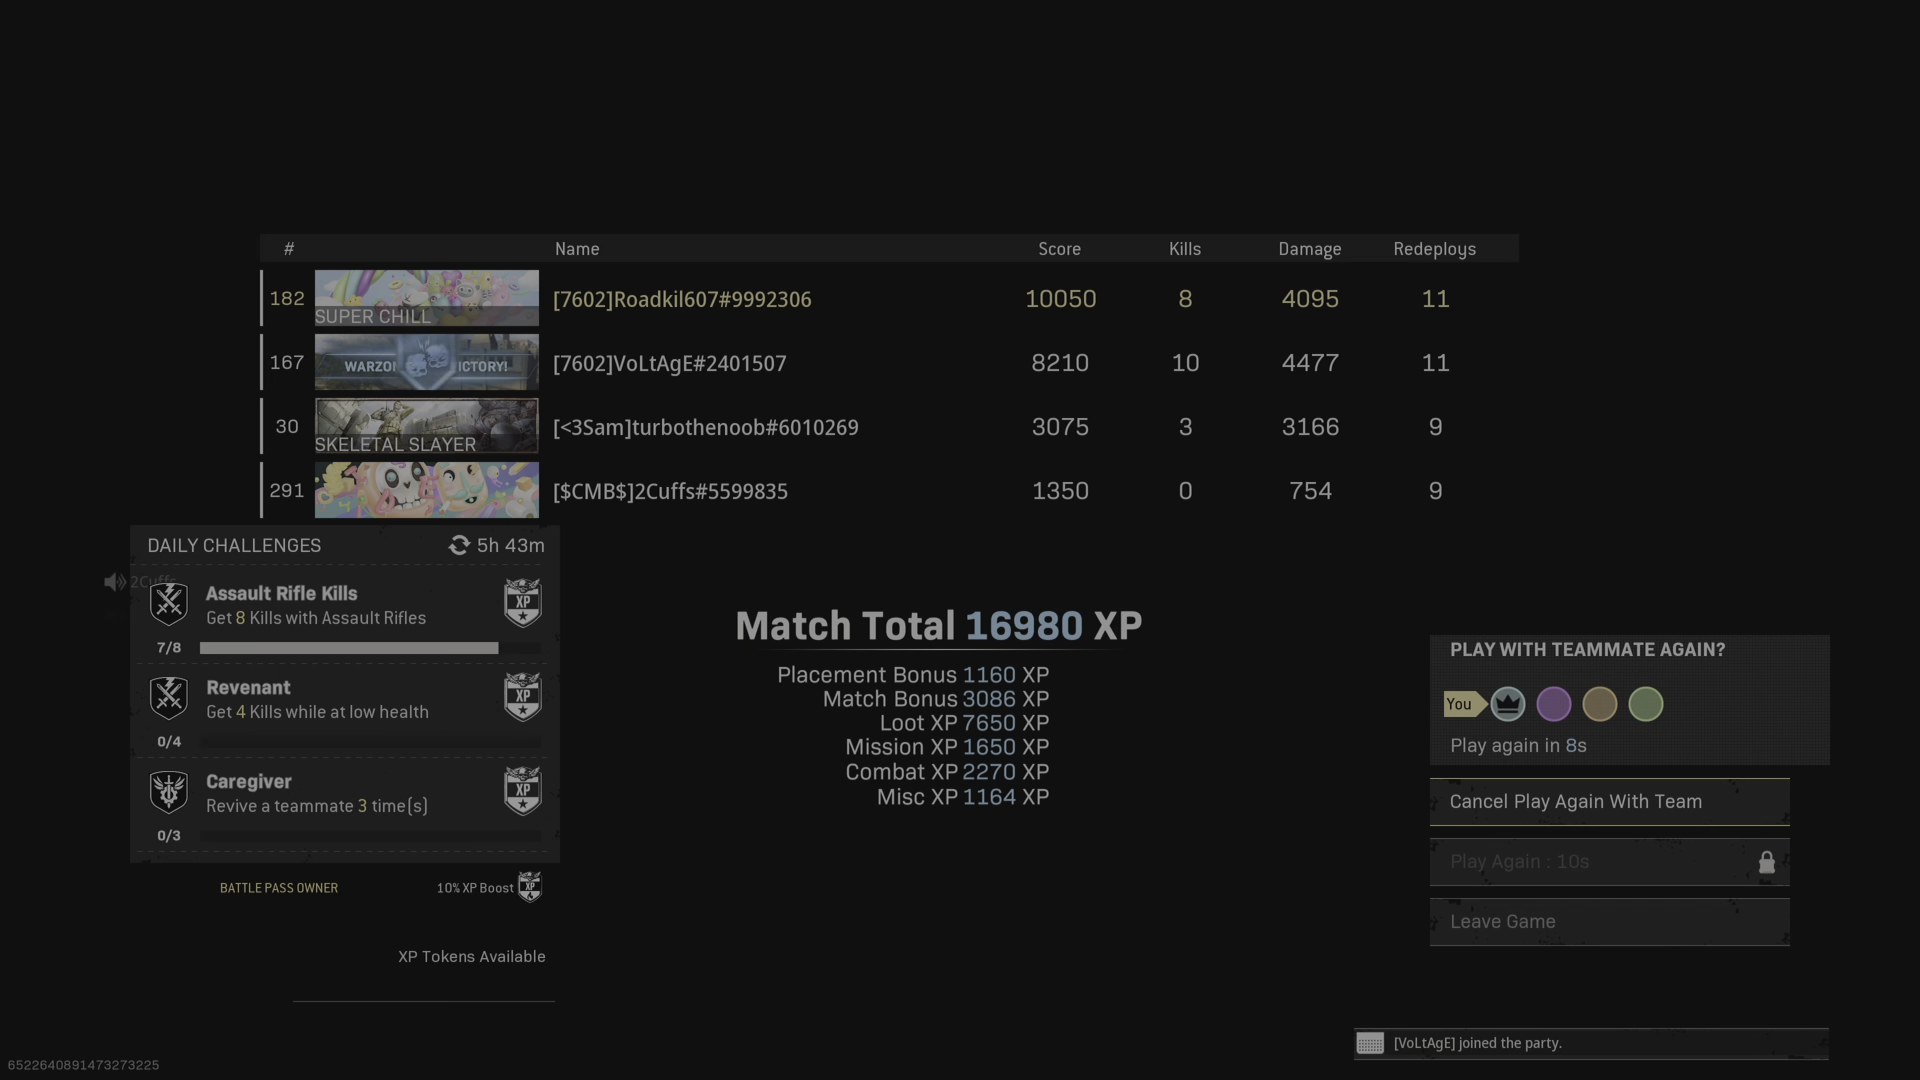 # Name Score Kills Damage Redeploys
182 SUPER CHILL [7602]Roadkil607#9992306 10050 8 4095 11
167 WARZO ICTORY! [7602]VoLtAgE#2401507 8210 10 4477 11
30 SKELETAL SLAYER [<3Sam]turbothenoob#6010269 3075 3 3166 9
291 [$CMB$]2Cuffs#5599835 1350 0 754 9
DAILY CHALLENGES 5h 43m
2Cuffs
Assault Rifle Kills
Get 8 Kills with Assault Rifles
XP
7/8
Revenant
Get 4 Kills while at low health
XP
0/4
Caregiver
Revive a teammate 3 time(s)
XP
0/3
BATTLE PASS OWNER 10% XP Boost XP
XP Tokens Available
Match Total 16980 XP
Placement Bonus 1160 XP
Match Bonus 3086 XP
Loot XP 7650 XP
Mission XP 1650 XP
Combat XP 2270 XP
Misc XP 1164 XP
PLAY WITH TEAMMATE AGAIN?
You
Play again in 8s
Cancel Play Again With Team
Play Again : 10s
Leave Game
[VoLtAgE] joined the party.
6522640891473273225